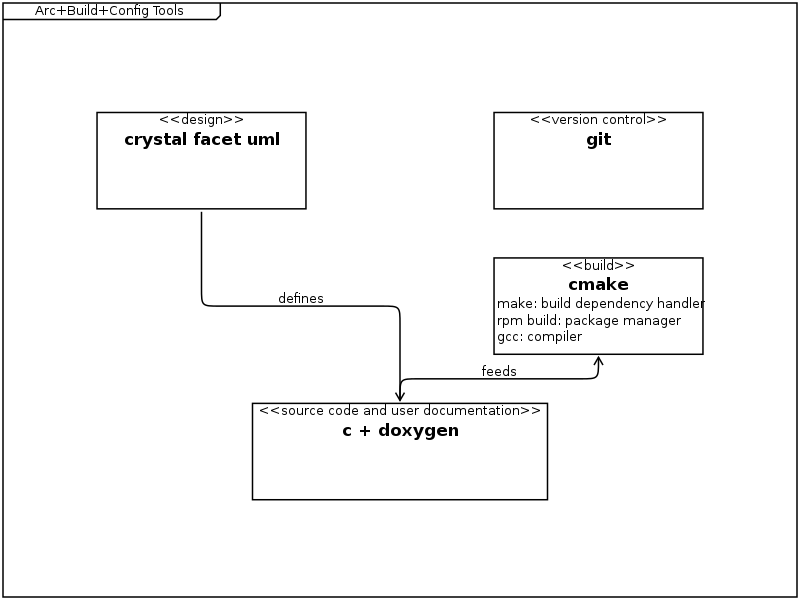 Arc+Build+Config Tools
<<design>>
crystal facet uml
<<version control>>
git
<<build>>
cmake
make: build dependency handler
rpm build: package manager
gcc: compiler
defines
feeds
<<source code and user documentation>>
c + doxygen